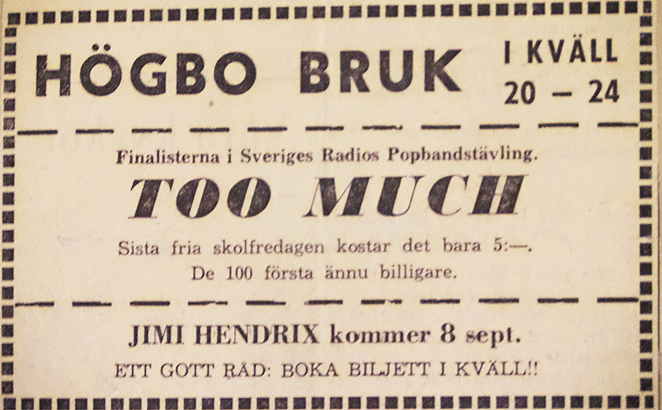 HÖGBO BRUK
I KVÄLL
20 — 24
Finalisterna i Sveriges Radios Popbandstävling.
TOO MUCH
Sista fria skolfredagen kostar det bara 5:—.
De 100 första ännu billigare.
JIMI HENDRIX kommer 8 sept.
ETT GOTT RÅD: BOKA BILJETT I KVÄLL!!